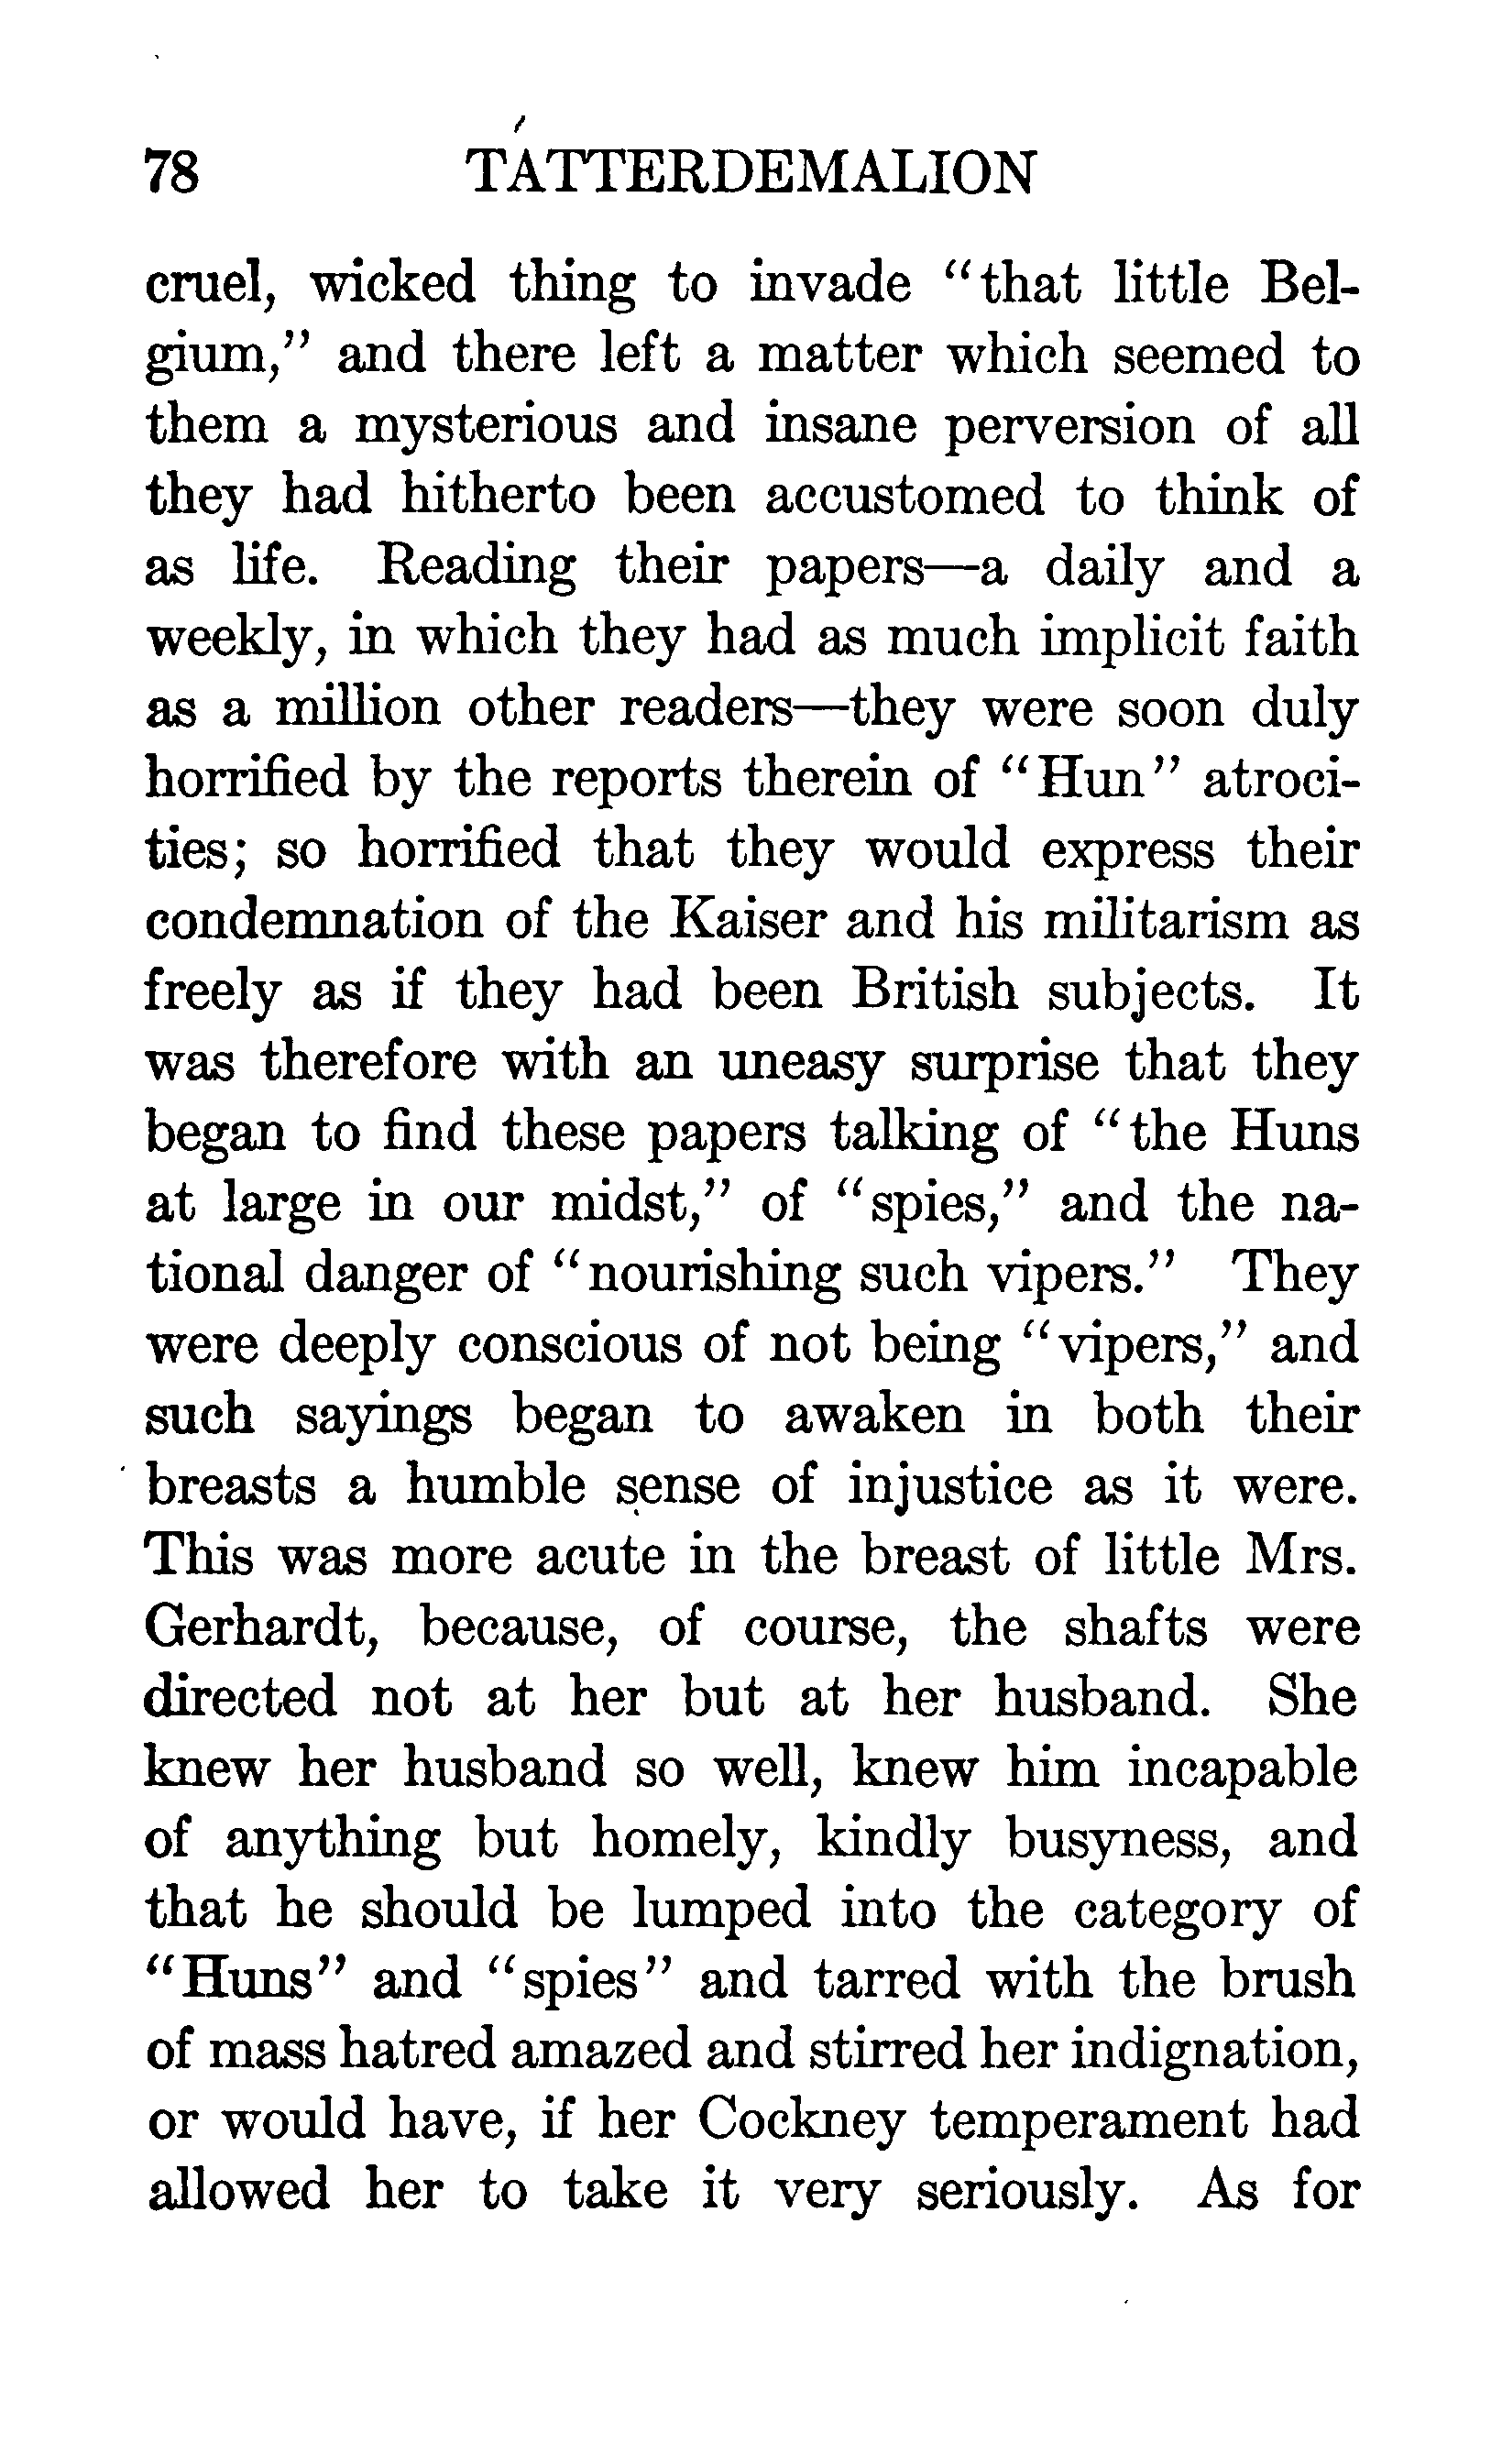 78 TATTERDEMALION
cruel, wicked thing to invade "that little Bel-
gium," and there left a matter which seemed to
them a mysterious and insane perversion of all
they had hitherto been accustomed to think of
as life. Reading their papers—a daily and a
weekly, in which they had as much implicit faith
as a million other readers—they were soon duly
horrified by the reports therein of "Hun" atroci-
ties; so horrified that they would express their
condemnation of the Kaiser and his militarism as
freely as if they had been British subjects. It
was therefore with an uneasy surprise that they
began to find these papers talking of "the Huns
at large in our midst," of "spies," and the na-
tional danger of "nourishing such vipers." They
were deeply conscious of not being "vipers," and
such sayings began to awaken in both their
breasts a humble sense of injustice as it were.
This was more acute in the breast of little Mrs.
Gerhardt, because, of course, the shafts were
directed not at her but at her husband. She
knew her husband so well, knew him incapable
of anything but homely, kindly busyness, and
that he should be lumped into the category of
"Huns" and "spies" and tarred with the brush
of mass hatred amazed and stirred her indignation,
or would have, if her Cockney temperament had
allowed her to take it very seriously. As for